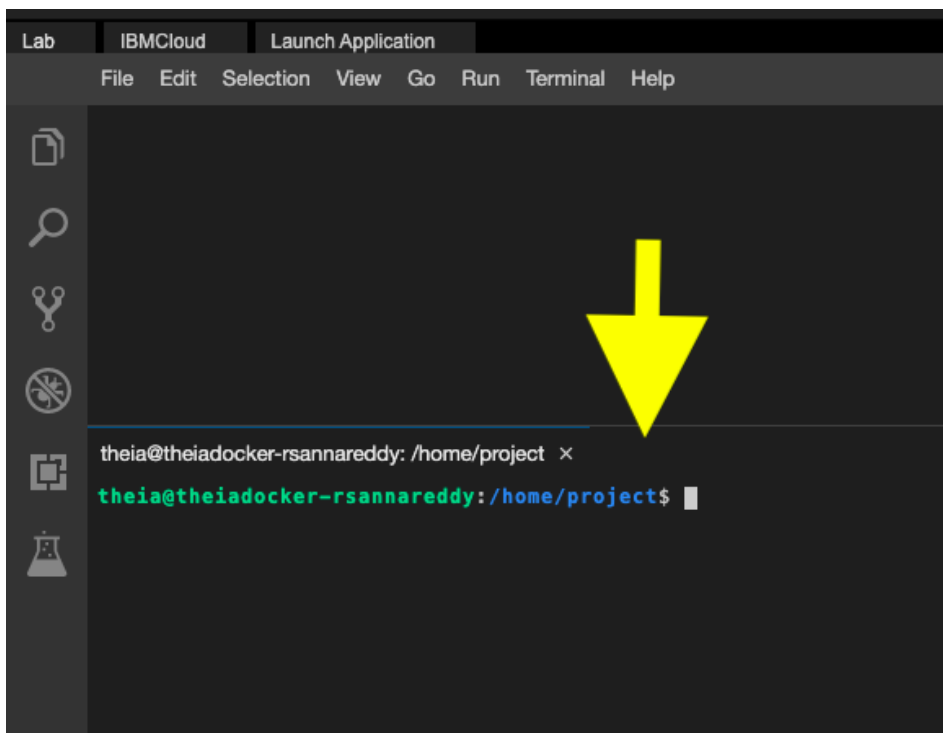 Lab IBMCloud Launch Application
File Edit Selection View Go Run Terminal Help
theia@theiadocker-rsannareddy: /home/project ×
theia@theiadocker-rsannareddy:/home/project$